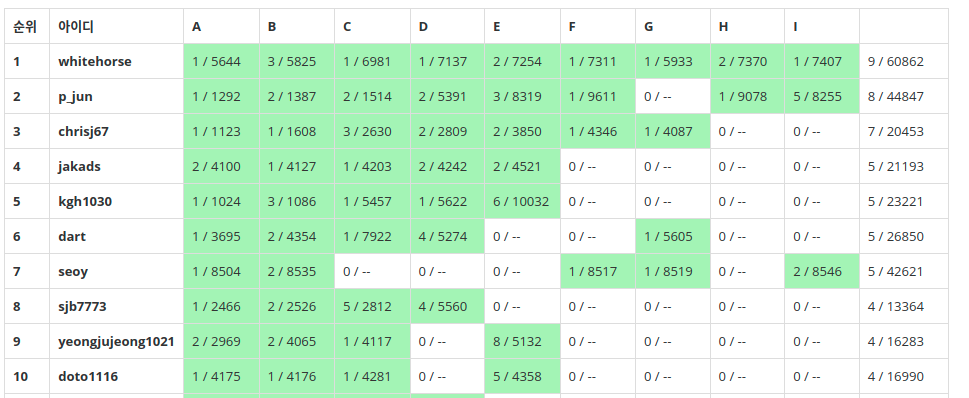 순위 아이디 A B C D E F G H I
1 whitehorse 1 / 5644 3 / 5825 1 / 6981 1 / 7137 2 / 7254 1 / 7311 1 / 5933 2 / 7370 1 / 7407 9 / 60862
2 p_jun 1 / 1292 2 / 1387 2 / 1514 2 / 5391 3 / 8319 1 / 9611 0 / -- 1 / 9078 5 / 8255 8 / 44847
3 chrisj67 1 / 1123 1 / 1608 3 / 2630 2 / 2809 2 / 3850 1 / 4346 1 / 4087 0 / -- 0 / -- 7 / 20453
4 jakads 2 / 4100 1 / 4127 1 / 4203 2 / 4242 2 / 4521 0 / -- 0 / -- 0 / -- 0 / -- 5 / 21193
5 kgh1030 1 / 1024 3 / 1086 1 / 5457 1 / 5622 6 / 10032 0 / -- 0 / -- 0 / -- 0 / -- 5 / 23221
6 dart 1 / 3695 2 / 4354 1 / 7922 4 / 5274 0 / -- 0 / -- 1 / 5605 0 / -- 0 / -- 5 / 26850
7 seoy 1 / 8504 2 / 8535 0 / -- 0 / -- 0 / -- 1 / 8517 1 / 8519 0 / -- 2 / 8546 5 / 42621
8 sjb7773 1 / 2466 2 / 2526 5 / 2812 4 / 5560 0 / -- 0 / -- 0 / -- 0 / -- 0 / -- 4 / 13364
9 yeongjujeong1021 2 / 2969 2 / 4065 1 / 4117 0 / -- 8 / 5132 0 / -- 0 / -- 0 / -- 0 / -- 4 / 16283
10 doto1116 1 / 4175 1 / 4176 1 / 4281 0 / -- 5 / 4358 0 / -- 0 / -- 0 / -- 0 / -- 4 / 16990